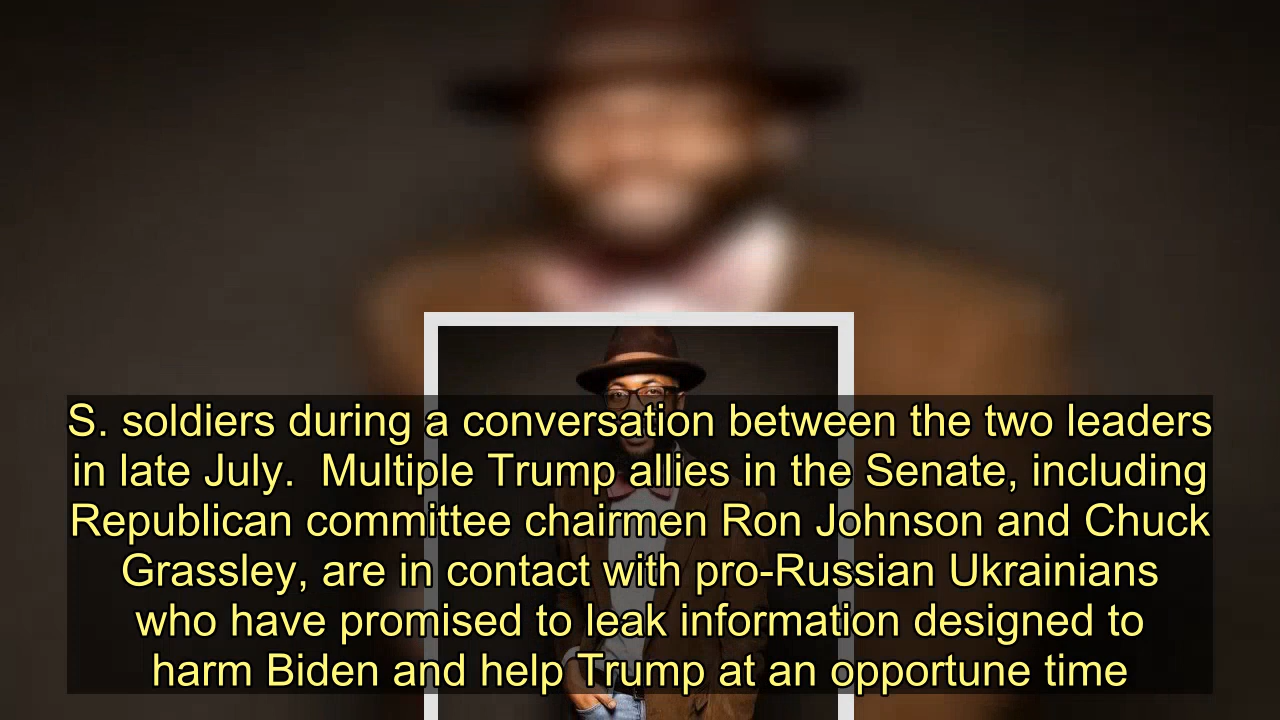 S. soldiers during a conversation between the two leaders
in late July.  Multiple Trump allies in the Senate, including
Republican committee chairmen Ron Johnson and Chuck
Grassley, are in contact with pro-Russian Ukrainians
who have promised to leak information designed to
harm Biden and help Trump at an opportune time